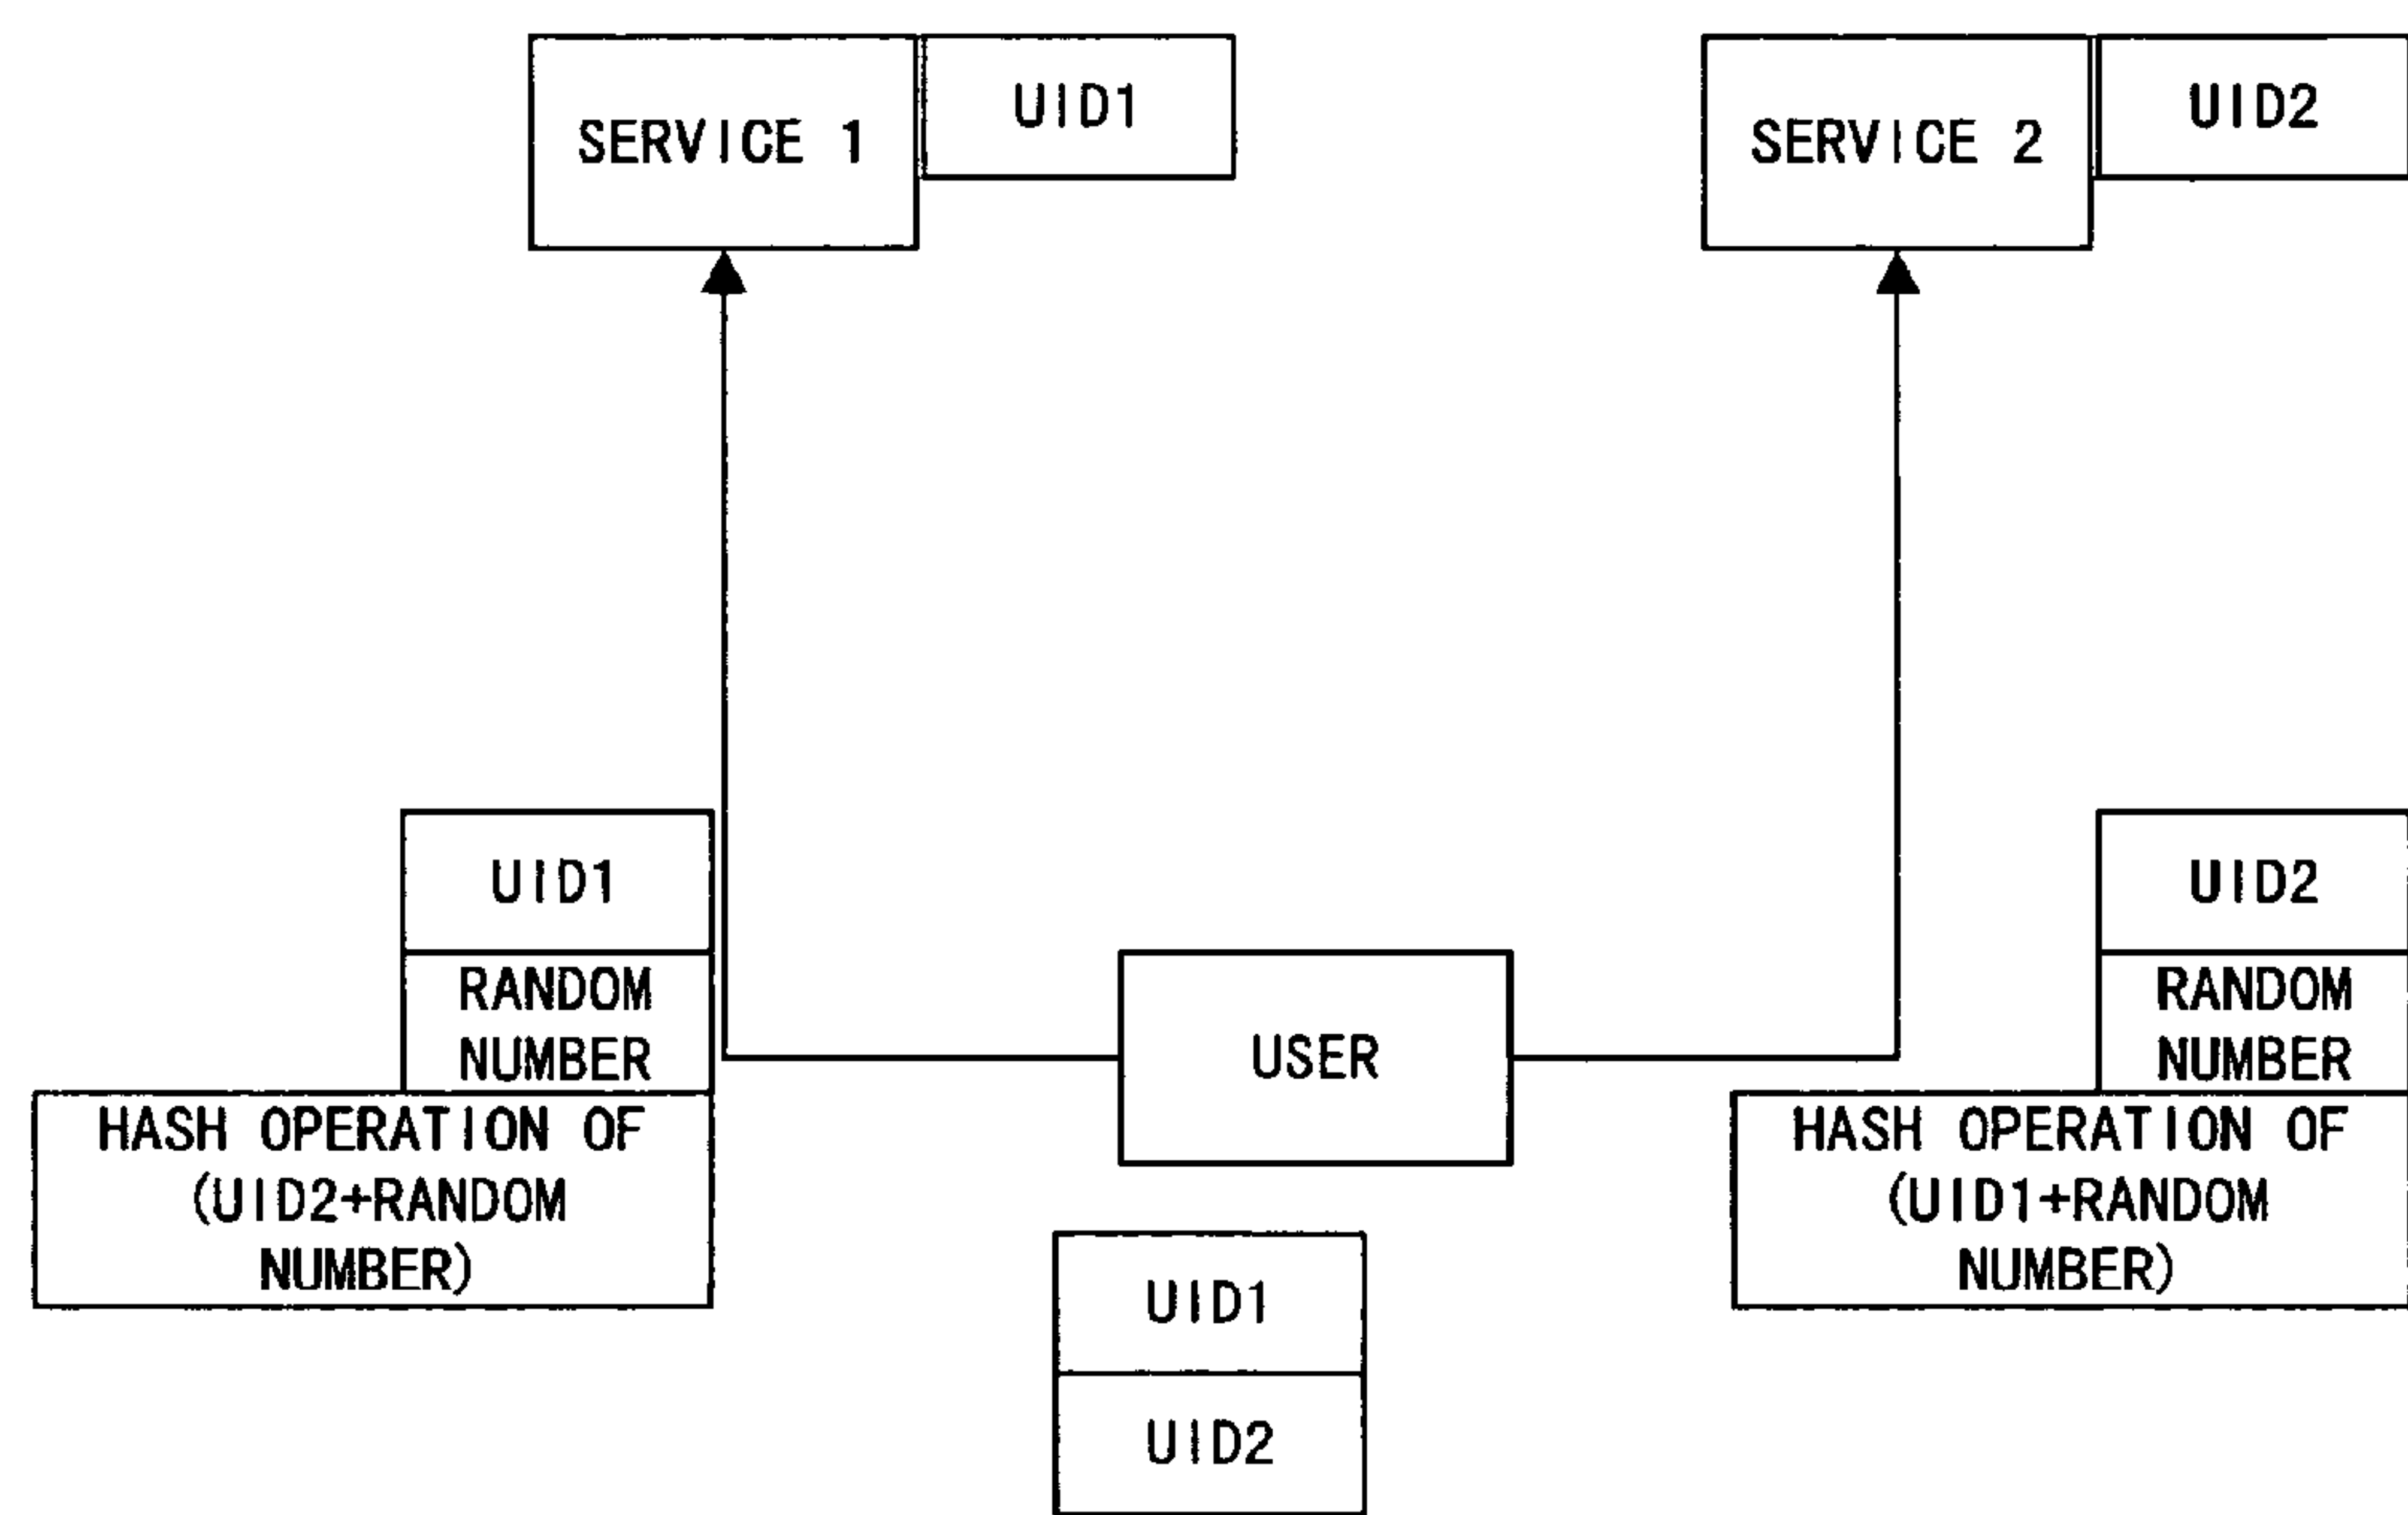 SERVICE 1
UID1
SERVICE 2
UID2
UID1
RANDOM
NUMBER
HASH OPERATION OF
(UID2+RANDOM
NUMBER)
USER
UID1
UID2
UID2
RANDOM
NUMBER
HASH OPERATION OF
(UID1+RANDOM
NUMBER)